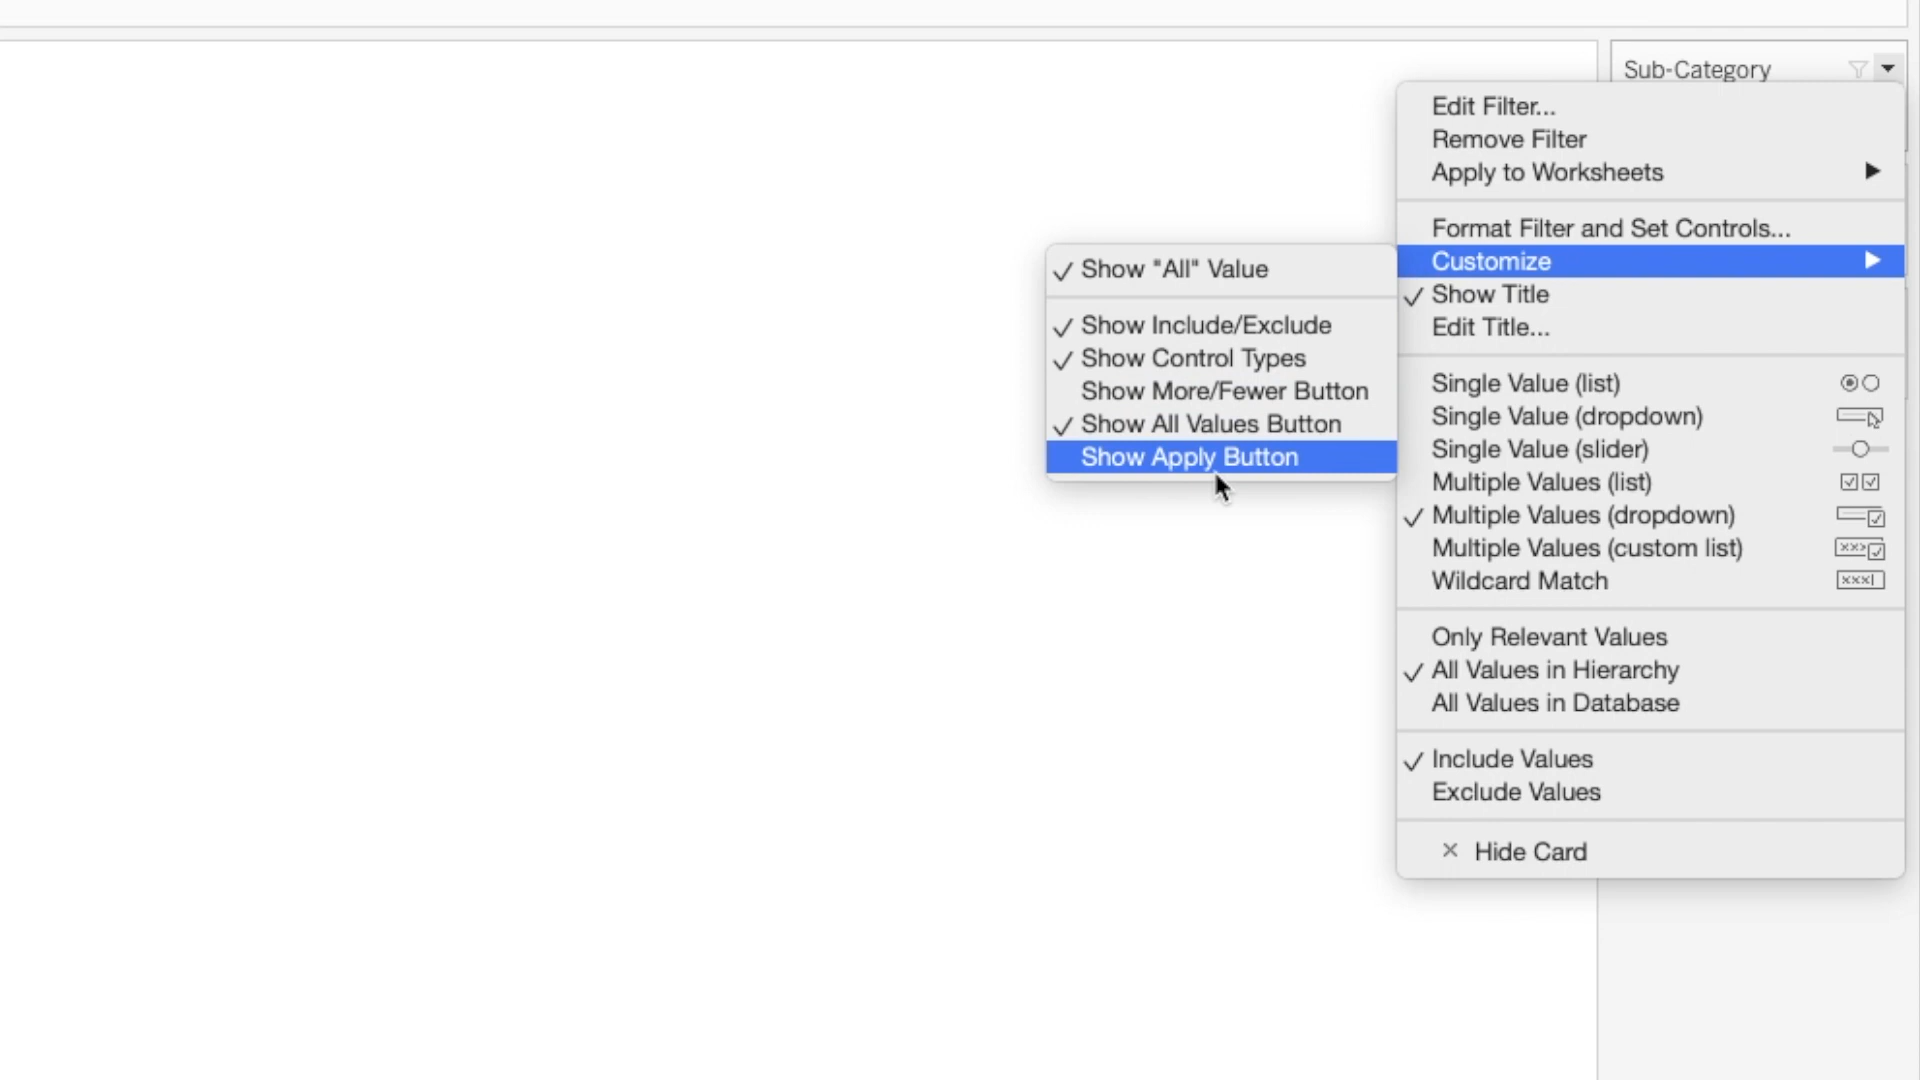 Sub-Category
Edit Filter...
Remove Filter
Apply to Worksheets
Format Filter and Set Controls...
Customize
Show Title
Edit Title...
Single Value (list)
Single Value (dropdown)
Single Value (slider)
Multiple Values (list)
Multiple Values (dropdown)
Multiple Values (custom list)
Wildcard Match
Only Relevant Values
All Values in Hierarchy
All Values in Database
Include Values
Exclude Values
Hide Card
Show "All" Value
Show Include/Exclude
Show Control Types
Show More/Fewer Button
Show All Values Button
Show Apply Button